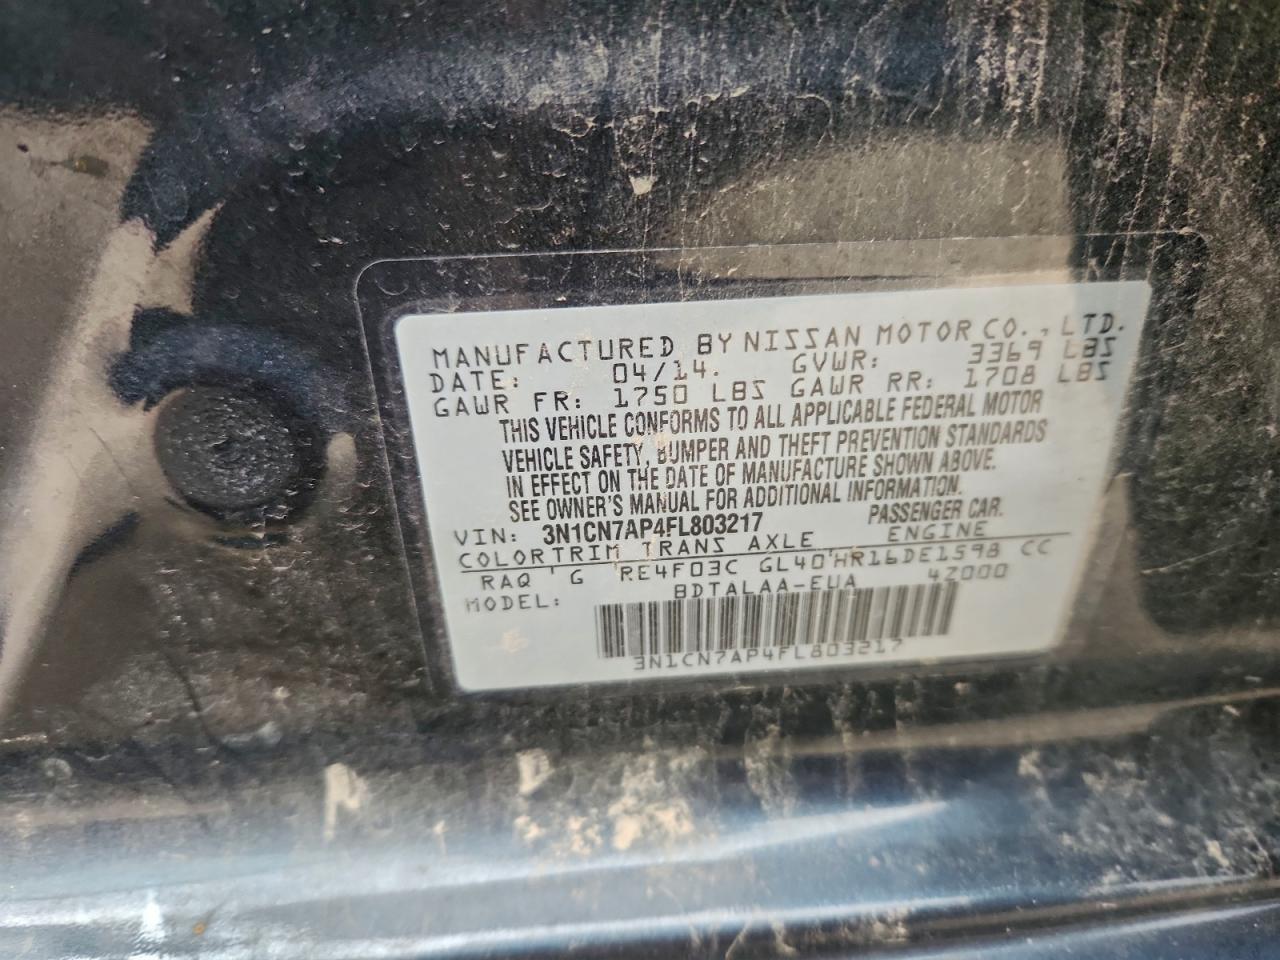 MANUFACTURED BY NISSAN MOTOR CO., LTD.
DATE: 04/14. GVWR: 3369 LBS
GAWR FR: 1750 LBS GAWR RR: 1708 LBS
THIS VEHICLE CONFORMS TO ALL APPLICABLE FEDERAL MOTOR
VEHICLE SAFETY, BUMPER AND THEFT PREVENTION STANDARDS
IN EFFECT ON THE DATE OF MANUFACTURE SHOWN ABOVE.
SEE OWNER'S MANUAL FOR ADDITIONAL INFORMATION.
VIN: 3N1CN7AP4FL803217 PASSENGER CAR.
COLOR TRIM TRANS AXLE ENGINE
RAQ G RE4F03C GL40 HR16DE1598 CC
MODEL: BDTALAA-EUA 4Z000
3N1CN7AP4FL803217